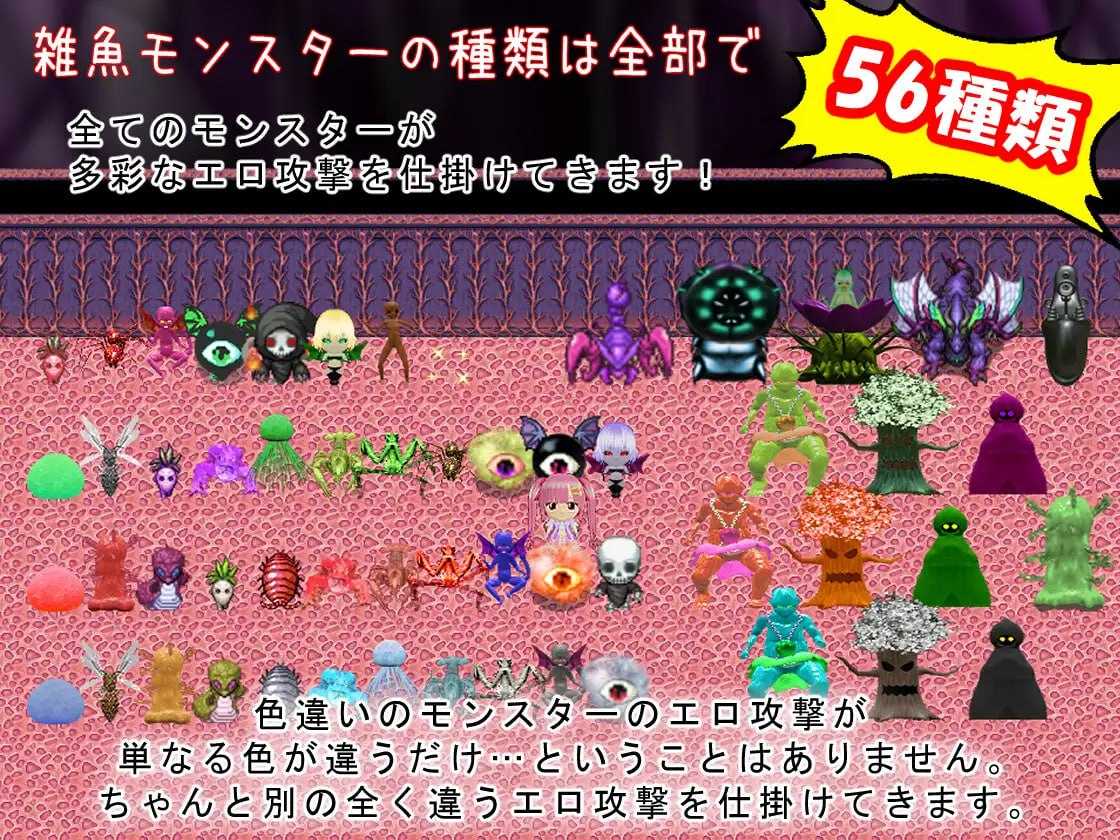 雑魚モンスターの種類は全部で
56種類
全てのモンスターが
多彩なエロ攻撃を仕掛けてきます！
色違いのモンスターのエロ攻撃が
単なる色が違うだけ…ということはありません。
ちゃんと別の全く違うエロ攻撃を仕掛けてきます。